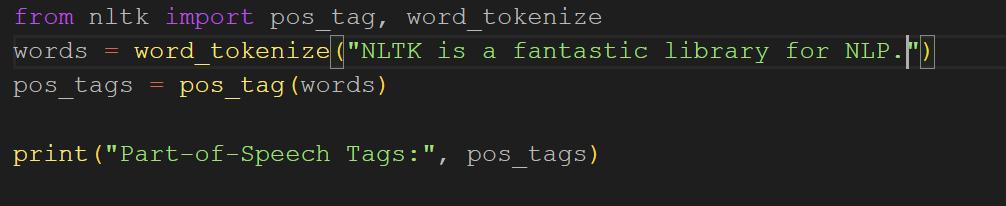 from nltk import pos_tag, word_tokenize
words = word_tokenize("NLTK is a fantastic library for NLP.")
pos_tags = pos_tag(words)
print("Part-of-Speech Tags:", pos_tags)